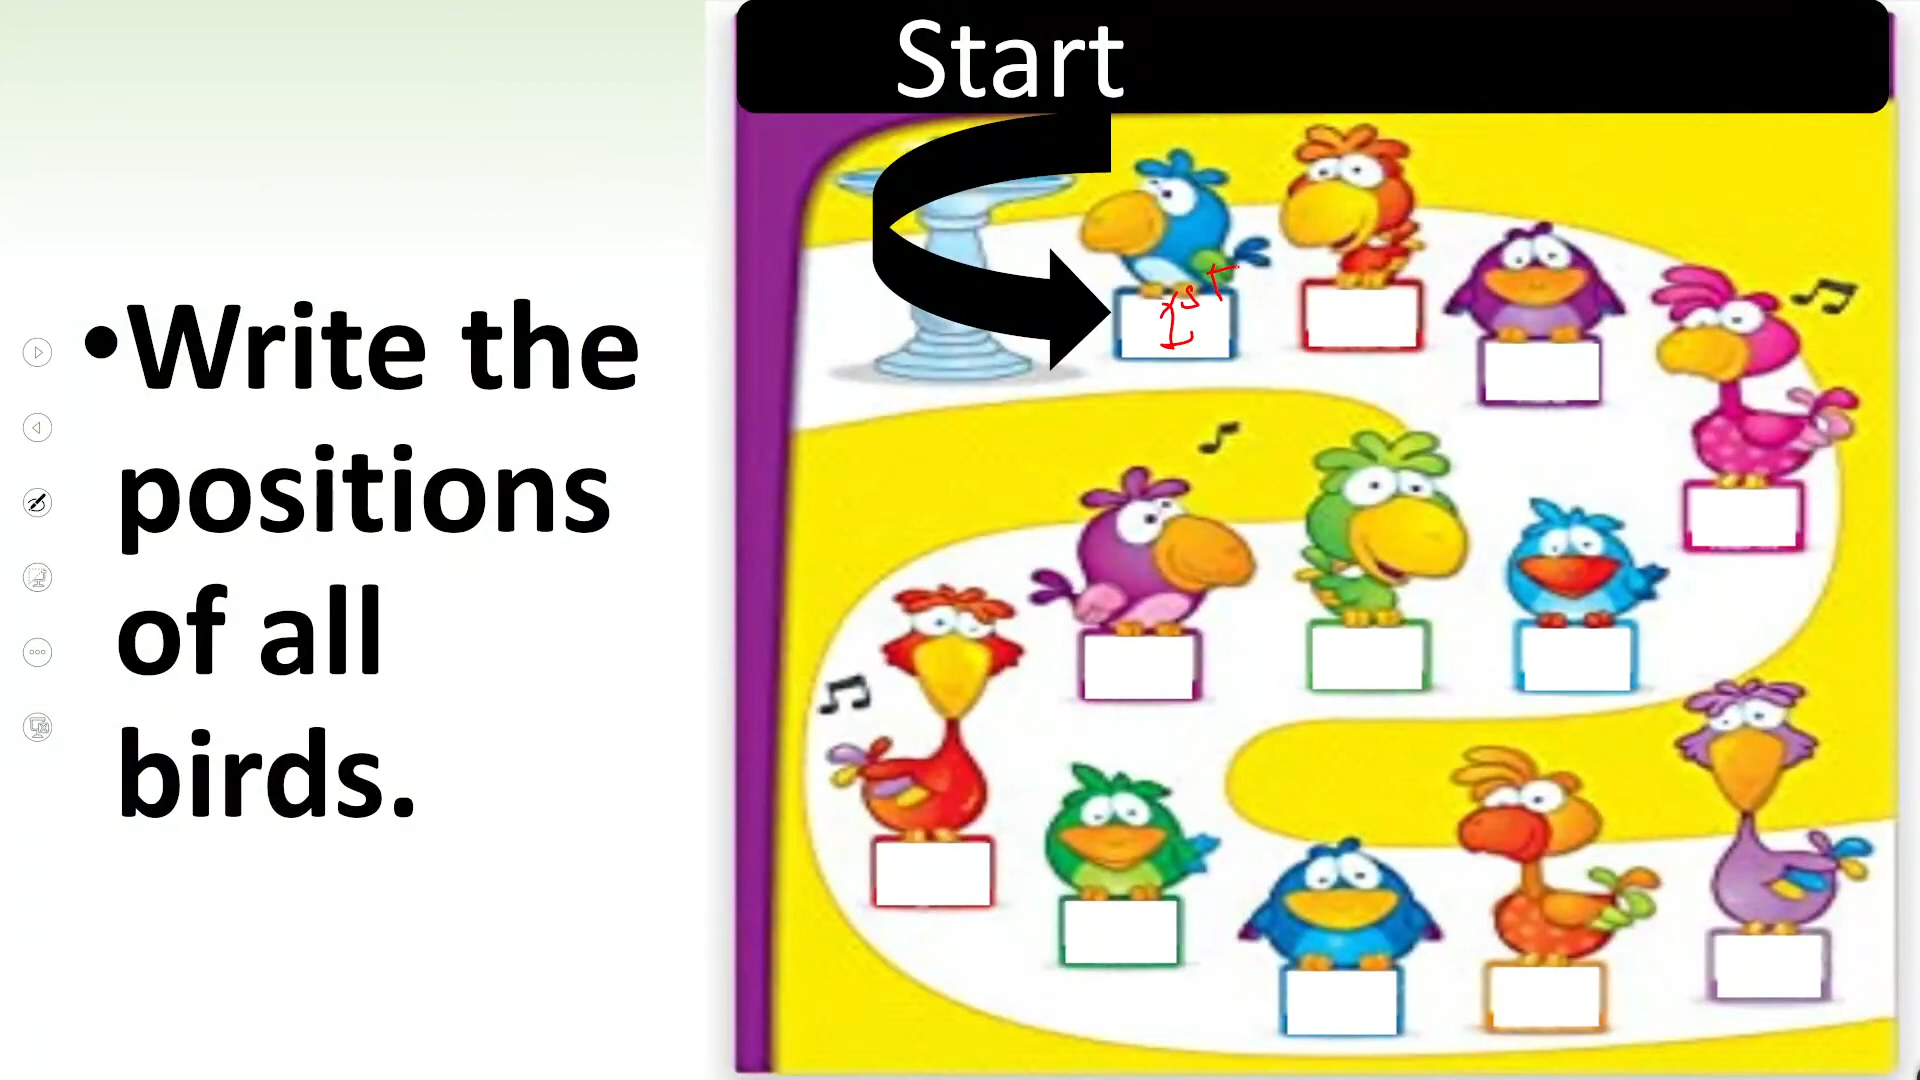 Start
•Write the
positions
of all
birds.
1st